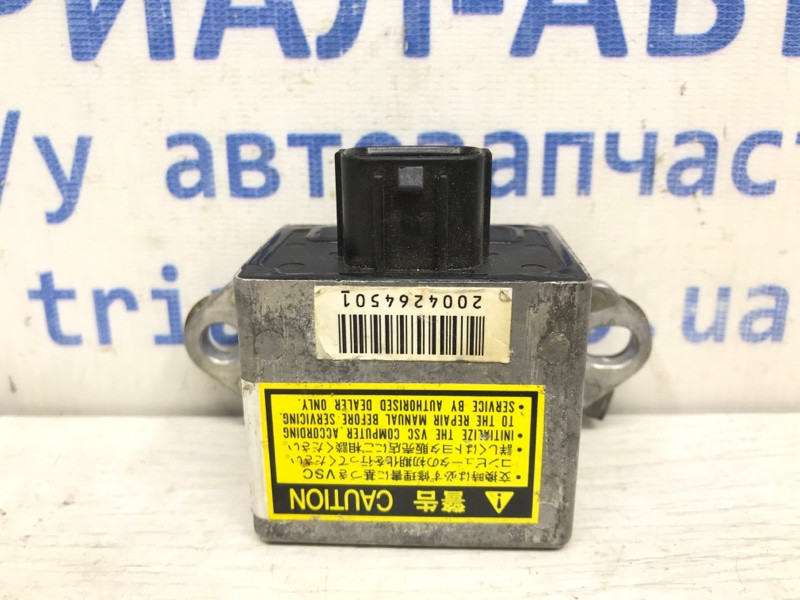 РИАЛ-АВТ
/у автозапчаст
tri
.ua
2004264501
警告 CAUTION
・交換時は必ず修理書に基づきVSC
コンピュータの初期化を行ってください
詳しくはトヨタ販売店にご相談ください
・INITIALIZE THE VSC COMPUTER ACCORDING
TO THE REPAIR MANUAL BEFORE SERVICING.
・SERVICE BY AUTHORISED DEALER ONLY.